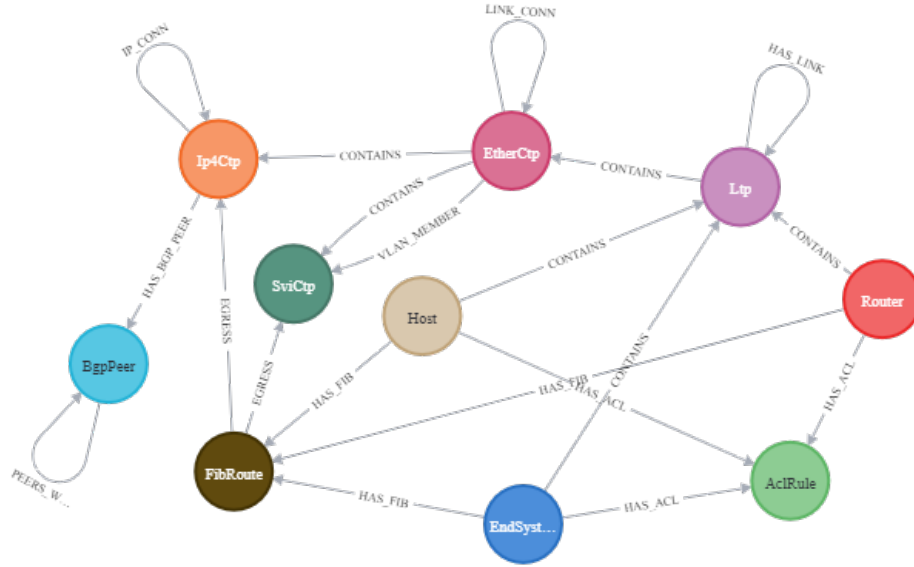 LINK_CONN
IP_CONN
HAS_LINK
Ip4Ctp
CONTAINS
EtherCtp
CONTAINS
Ltp
CONTAINS
VLAN_MEMBER
CONTAINS
CONTAINS
HAS_BGP_PEER
SviCtp
Host
Router
EGRESS
EGRESS
BgpPeer
HAS_FIB
HAS_FIB
HAS_ACL
CONTAINS
HAS_ACL
PEERS_W...
FibRoute
HAS_FIB
EndSyst...
HAS_ACL
AclRule